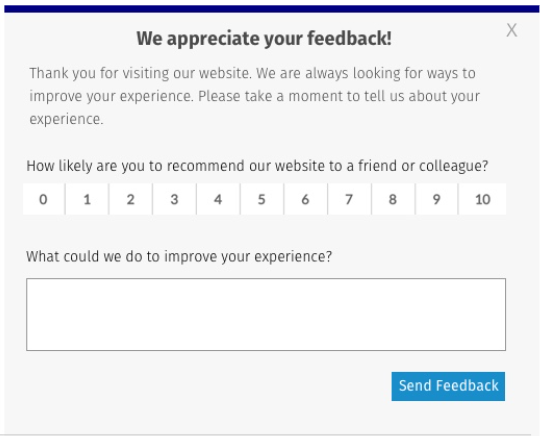 We appreciate your feedback!
X
Thank you for visiting our website. We are always looking for ways to
improve your experience. Please take a moment to tell us about your
experience.
How likely are you to recommend our website to a friend or colleague?
0 1 2 3 4 5 6 7 8 9 10
What could we do to improve your experience?
Send Feedback